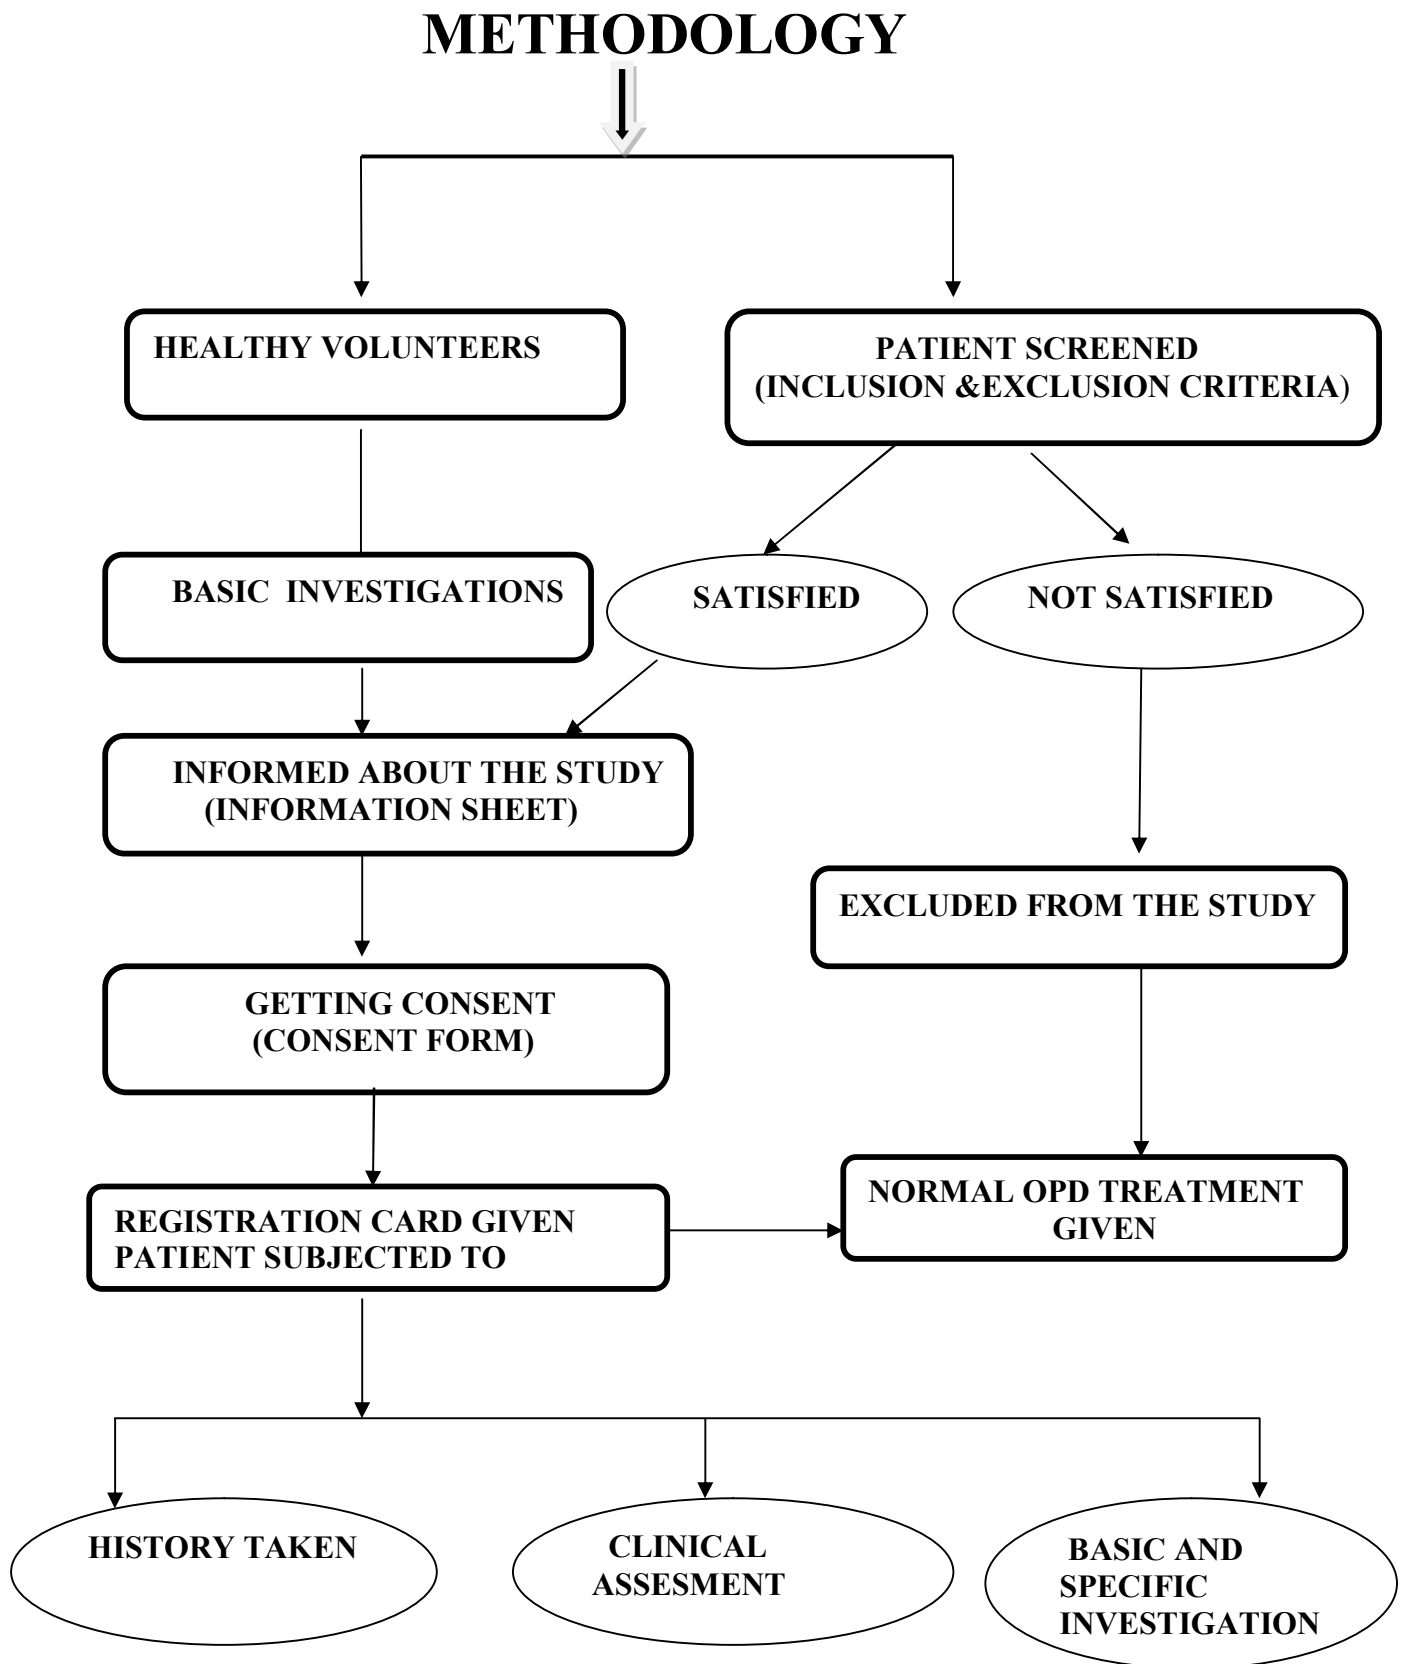 METHODOLOGY
HEALTHY VOLUNTEERS
PATIENT SCREENED
(INCLUSION &EXCLUSION CRITERIA)
BASIC  INVESTIGATIONS
SATISFIED
NOT SATISFIED
INFORMED ABOUT THE STUDY
(INFORMATION SHEET)
EXCLUDED FROM THE STUDY
GETTING CONSENT
(CONSENT FORM)
REGISTRATION CARD GIVEN
PATIENT SUBJECTED TO
NORMAL OPD TREATMENT
GIVEN
HISTORY TAKEN
CLINICAL
ASSESMENT
BASIC AND
SPECIFIC
INVESTIGATION